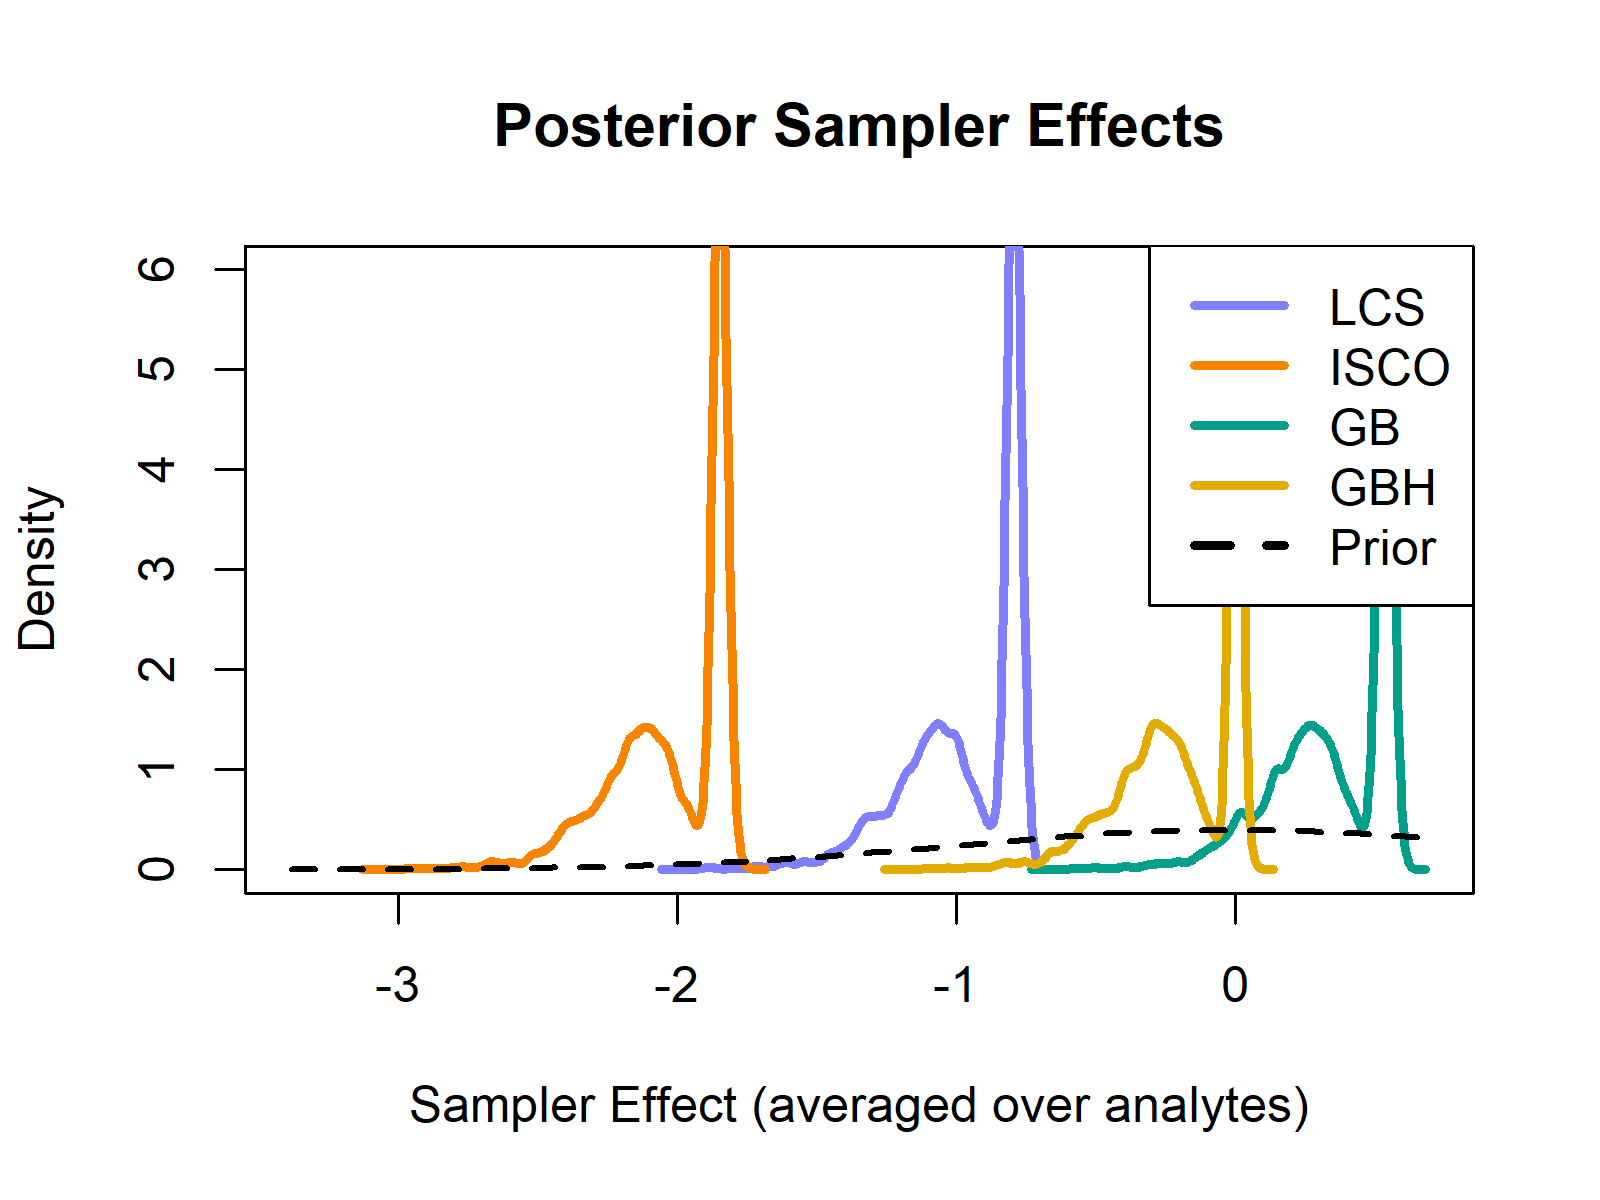 Posterior Sampler Effects
6
5
4
3
2
1
0
Density
LCS
ISCO
GB
GBH
Prior
-3
-2
-1
0
Sampler Effect (averaged over analytes)